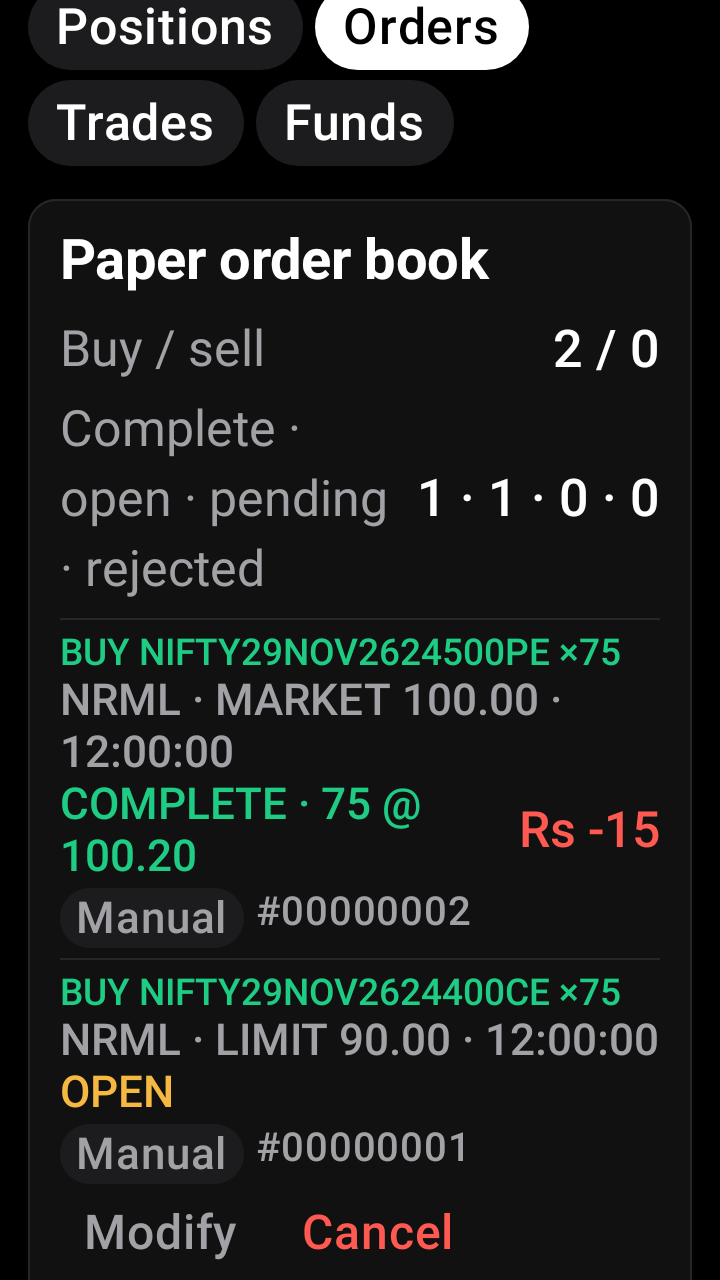 Positions Orders
Trades Funds
Paper order book
Buy / sell 2 / 0
Complete ·
open · pending 1 · 1 · 0 · 0
· rejected
BUY NIFTY29NOV2624500PE ×75
NRML · MARKET 100.00 ·
12:00:00
COMPLETE · 75 @
100.20
Rs -15
Manual #00000002
BUY NIFTY29NOV2624400CE ×75
NRML · LIMIT 90.00 · 12:00:00
OPEN
Manual #00000001
Modify Cancel